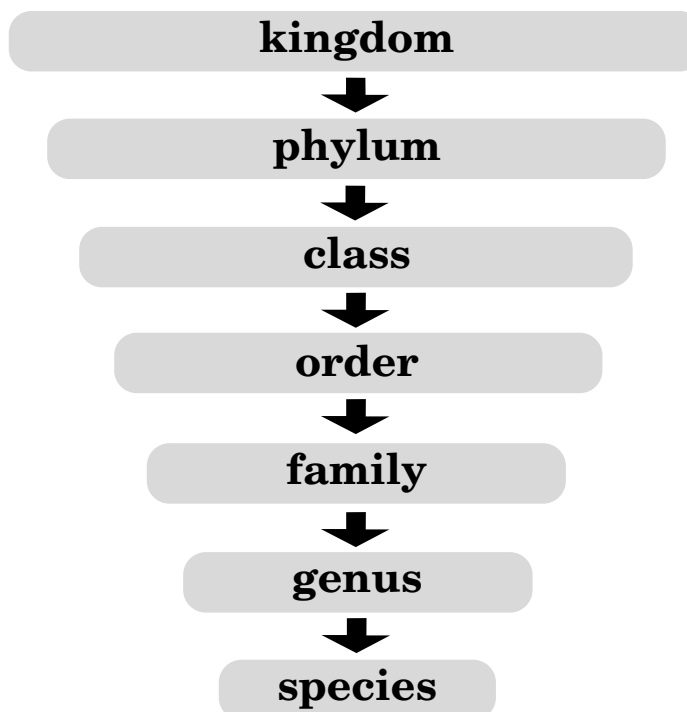 kingdom
phylum
class
order
family
genus
species